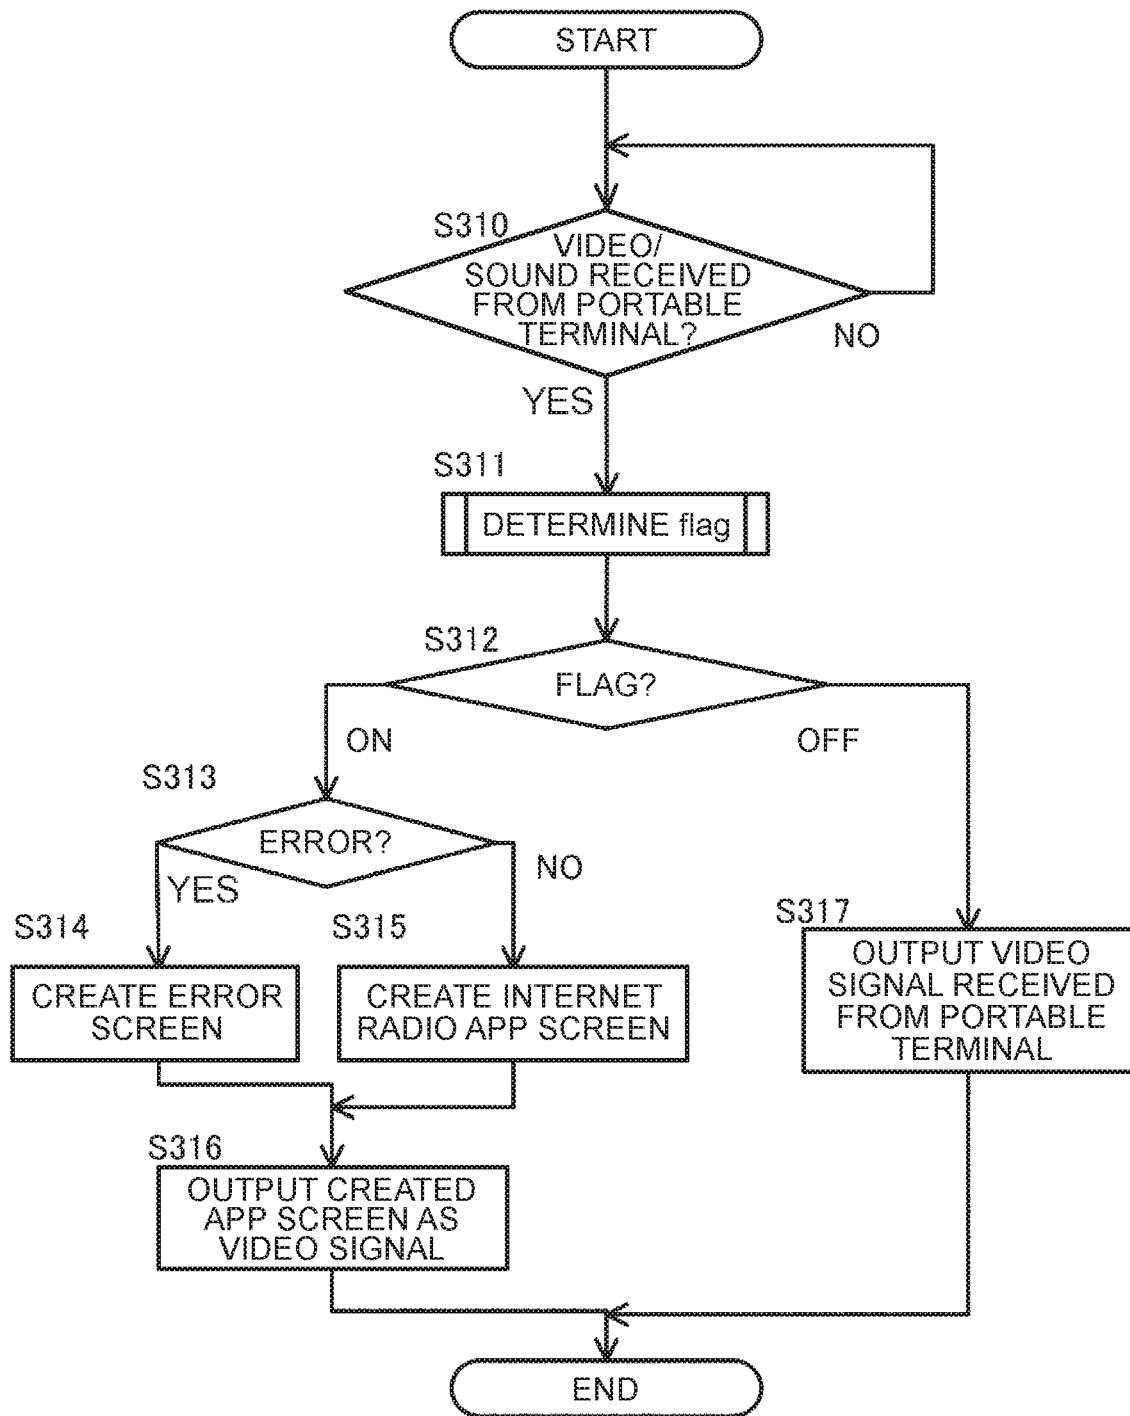 START
S310
VIDEO/
SOUND RECEIVED
FROM PORTABLE
TERMINAL?
NO
YES
S311
DETERMINE flag
S312
FLAG?
ON
OFF
S313
ERROR?
YES
NO
S314
CREATE ERROR
SCREEN
S315
CREATE INTERNET
RADIO APP SCREEN
S317
OUTPUT VIDEO
SIGNAL RECEIVED
FROM PORTABLE
TERMINAL
S316
OUTPUT CREATED
APP SCREEN AS
VIDEO SIGNAL
END